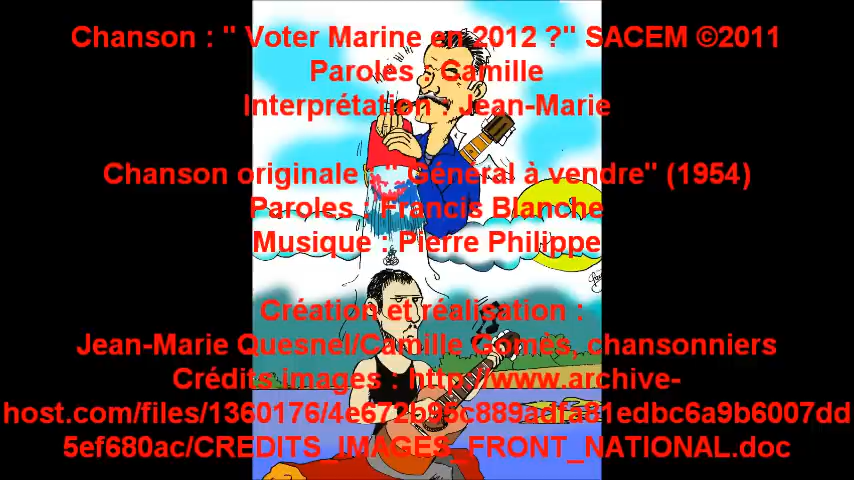 Chanson : " Voter Marine en 2012 ?" SACEM ©2011
Paroles : Camille
Interprétation : Jean-Marie
Chanson originale : " Général à vendre" (1954)
Paroles : Francis Blanche
Musique : Pierre Philippe
Création et réalisation :
Jean-Marie Quesnel/Camille Gomès, chansonniers
Crédits images : http://www.archive-
host.com/files/1360176/4e672b95c889adfa81edbc6a9b6007dd
5ef680ac/CREDITS_IMAGES_FRONT_NATIONAL.doc